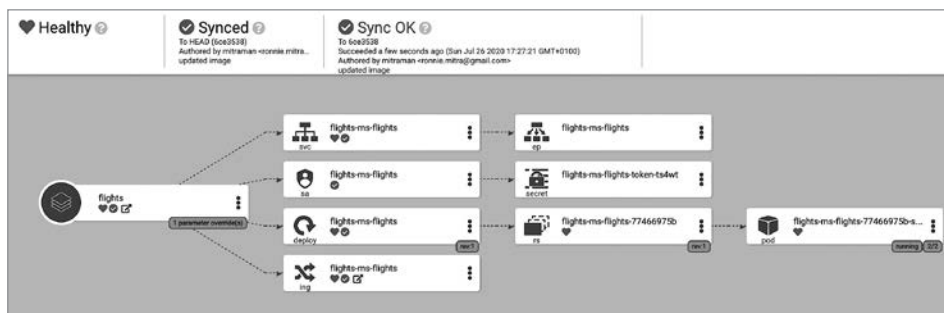 Healthy
Synced
To HEAD (6ce3538)
Authored by mitraman <ronnie.mitra...
updated image
Sync OK
To 6ce3538
Succeeded a few seconds ago (Sun Jul 26 2020 17:27:21 GMT+0100)
Authored by mitraman <ronnie.mitra@gmail.com>
updated image
flights-ms-flights
svc
flights-ms-flights
ep
flights-ms-flights
sa
flights-ms-flights-token-ts4wt
secret
flights
1 parameter override(s)
flights-ms-flights
deploy
rev:1
flights-ms-flights-77466975b
rs
rev:1
flights-ms-flights-77466975b-s...
pod
running
2/2
flights-ms-flights
ing